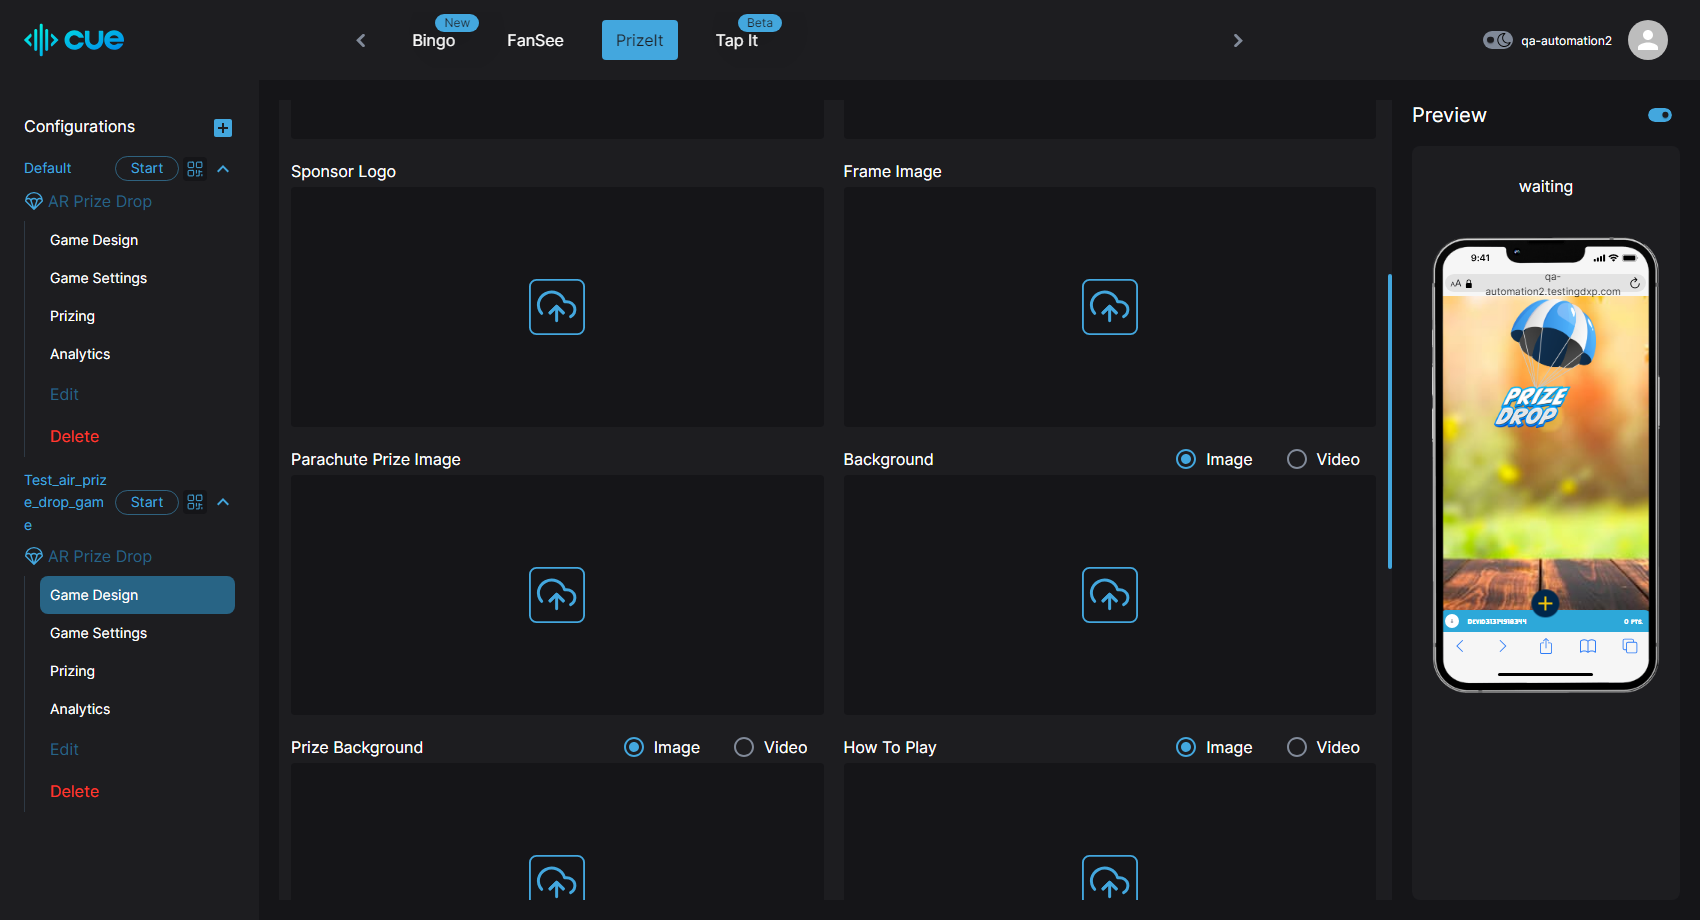 cue
New
Bingo
FanSee
PrizeIt
Beta
Tap It
qa-automation2
Configurations
Default
Start
AR Prize Drop
Game Design
Game Settings
Prizing
Analytics
Edit
Delete
Test_air_priz
e_drop_gam
e
Start
AR Prize Drop
Game Design
Game Settings
Prizing
Analytics
Edit
Delete
Sponsor Logo
Frame Image
Parachute Prize Image
Background
Image
Video
Prize Background
Image
Video
How To Play
Image
Video
Preview
waiting
9:41
AA
qa-
automation2.testingdxp.com
PRIZE
DROP
0 PTS.